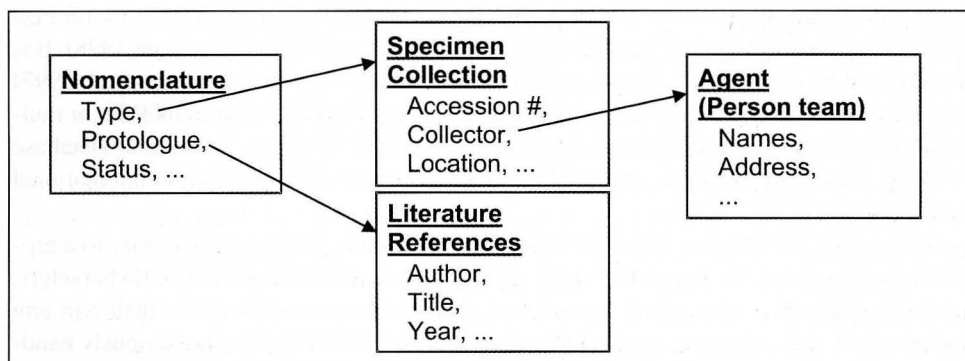 Nomenclature
Type,
Protologue,
Status, ...
Specimen
Collection
Accession #,
Collector,
Location, ...
Literature
References
Author,
Title,
Year, ...
Agent
(Person team)
Names,
Address,
...